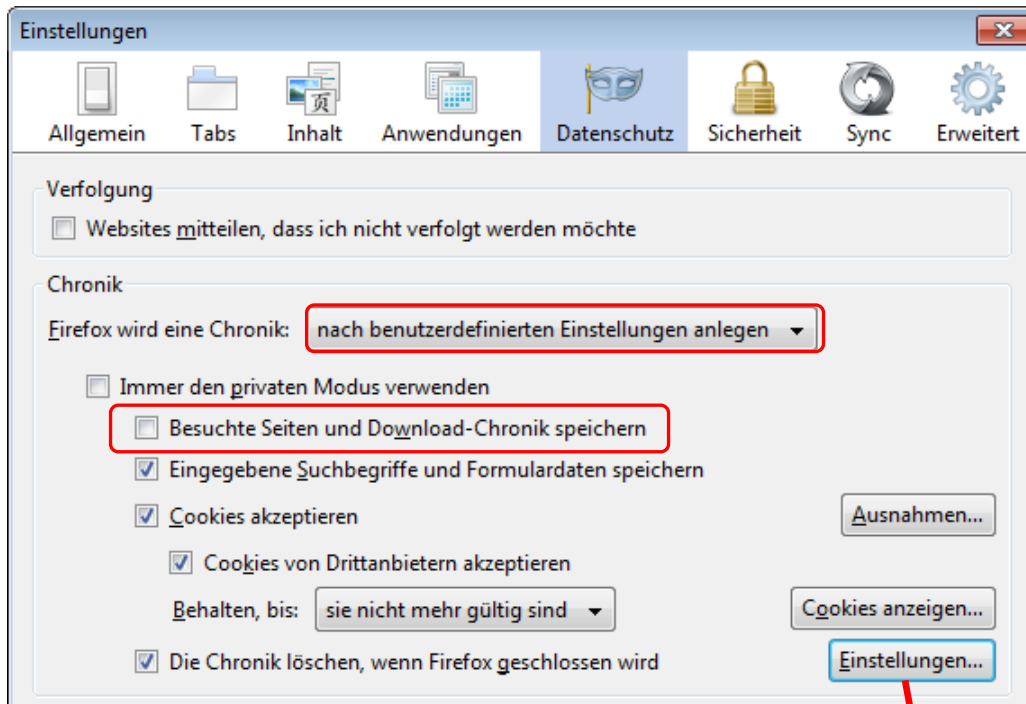 Einstellungen
Allgemein Tabs Inhalt Anwendungen Datenschutz Sicherheit Sync Erweitert
Verfolgung
Websites mitteilen, dass ich nicht verfolgt werden möchte
Chronik
Firefox wird eine Chronik: nach benutzerdefinierten Einstellungen anlegen
Immer den privaten Modus verwenden
Besuchte Seiten und Download-Chronik speichern
Eingegebene Suchbegriffe und Formulardaten speichern
Cookies akzeptieren Ausnahmen...
Cookies von Drittanbietern akzeptieren
Behalten, bis: sie nicht mehr gültig sind Cookies anzeigen...
Die Chronik löschen, wenn Firefox geschlossen wird Einstellungen...